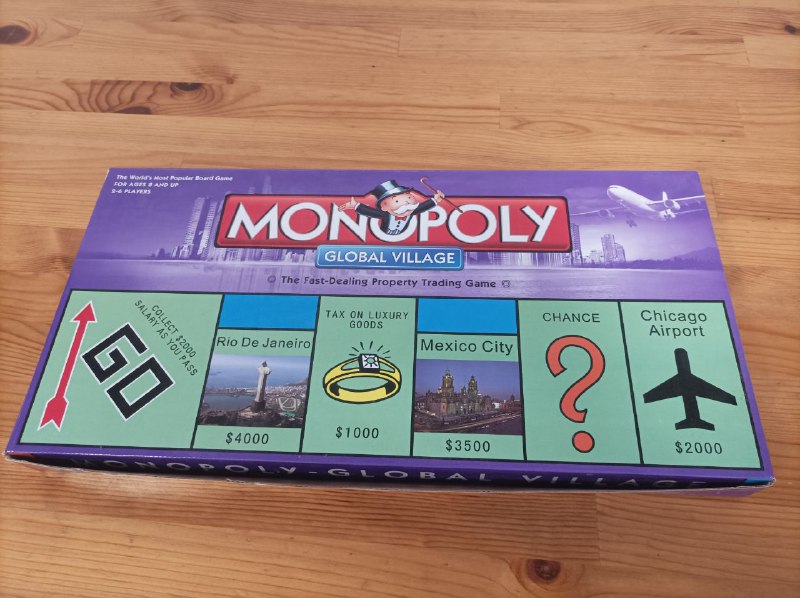 The World's Most Popular Board Game
FOR AGES 8 AND UP
2-6 PLAYERS
MONOPOLY
GLOBAL VILLAGE
The Fast-Dealing Property Trading Game
COLLECT $2000
SALARY AS YOU PASS
GO
Rio De Janeiro
$4000
TAX ON LUXURY
GOODS
$1000
Mexico City
$3500
CHANCE
?
Chicago
Airport
$2000
MONOPOLY - GLOBAL VILLAGE